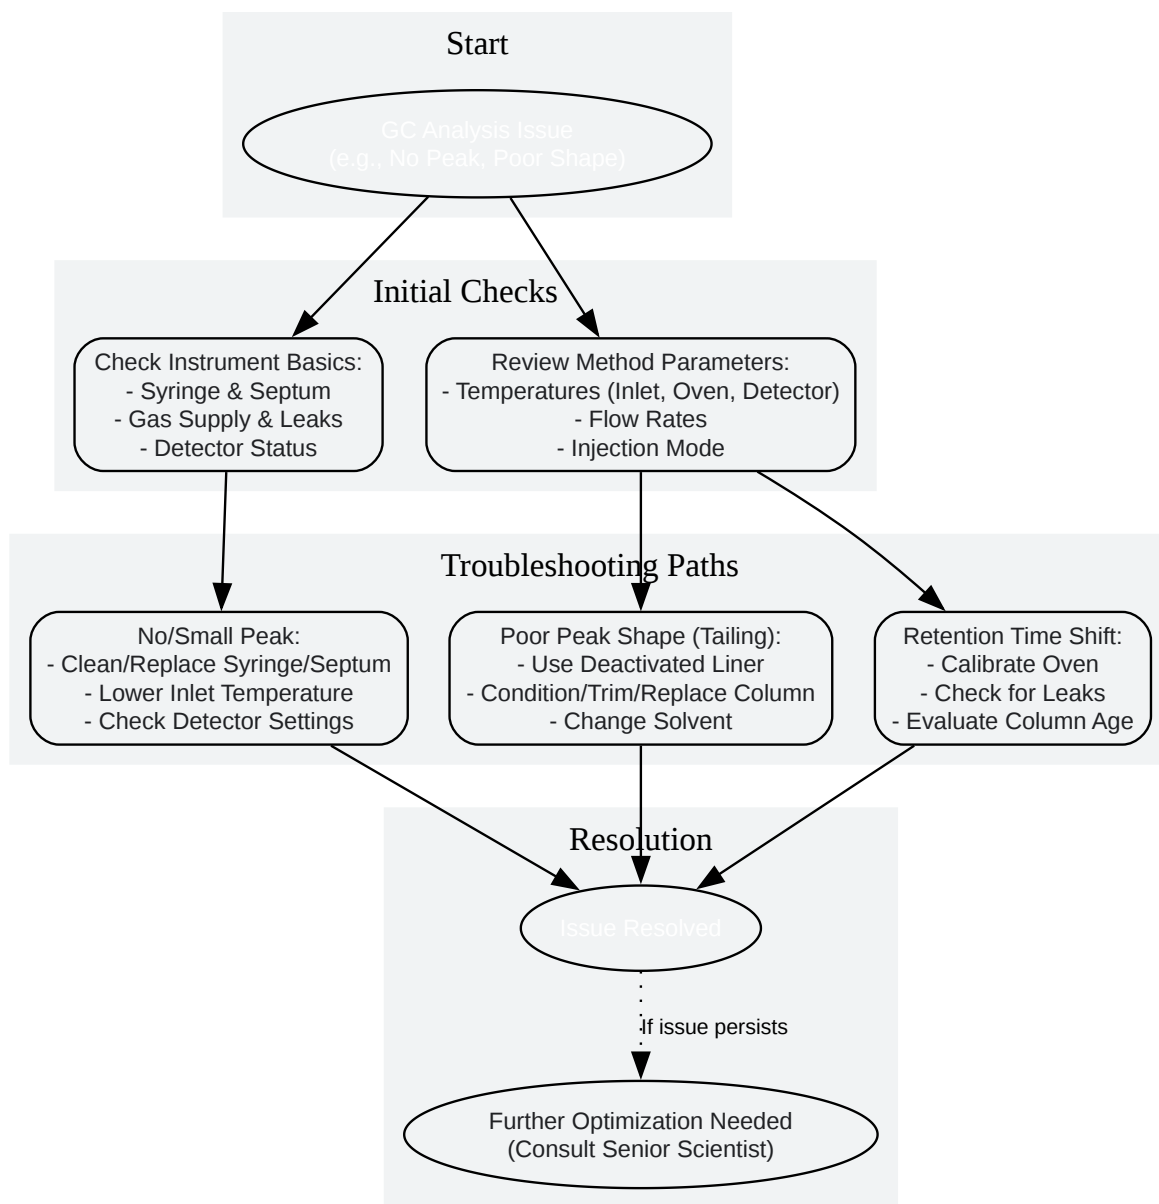 Start
GC Analysis Issue
(e.g., No Peak, Poor Shape)
Initial Checks
Check Instrument Basics:
- Syringe & Septum
- Gas Supply & Leaks
- Detector Status
Review Method Parameters:
- Temperatures (Inlet, Oven, Detector)
- Flow Rates
- Injection Mode
Troubleshooting Paths
No/Small Peak:
- Clean/Replace Syringe/Septum
- Lower Inlet Temperature
- Check Detector Settings
Poor Peak Shape (Tailing):
- Use Deactivated Liner
- Condition/Trim/Replace Column
- Change Solvent
Retention Time Shift:
- Calibrate Oven
- Check for Leaks
- Evaluate Column Age
Resolution
Issue Resolved
If issue persists
Further Optimization Needed
(Consult Senior Scientist)